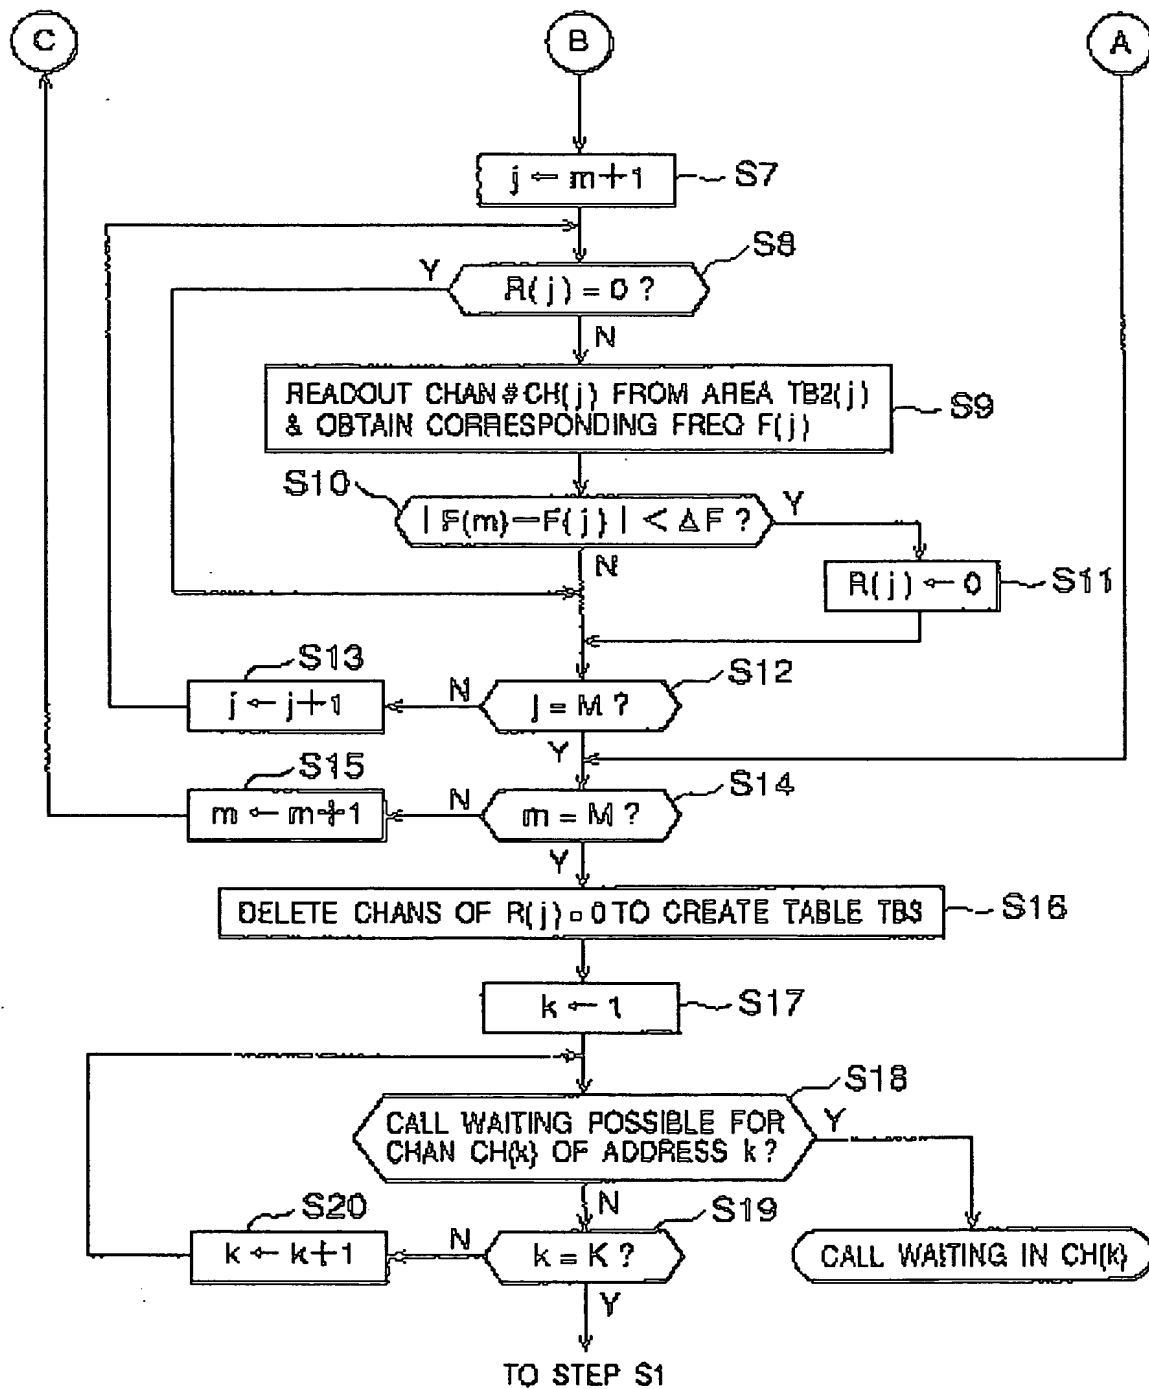 C
B
A
j ← m+1
S7
S8
Y
R(j) = 0 ?
N
READOUT CHAN # CH(j) FROM AREA TB2(j)
& OBTAIN CORRESPONDING FREQ F(j)
S9
S10
| F(m) − F(j) | < ΔF ?
Y
N
R(j) ← 0
S11
S13
j ← j+1
N
j = M ?
S12
Y
S15
m ← m+1
N
m = M ?
S14
Y
DELETE CHANS OF R(j) = 0 TO CREATE TABLE TB3
S16
k ← 1
S17
S18
CALL WAITING POSSIBLE FOR
CHAN CH(k) OF ADDRESS k ?
Y
N
S20
k ← k+1
N
k = K ?
S19
CALL WAITING IN CH(k)
Y
TO STEP S1